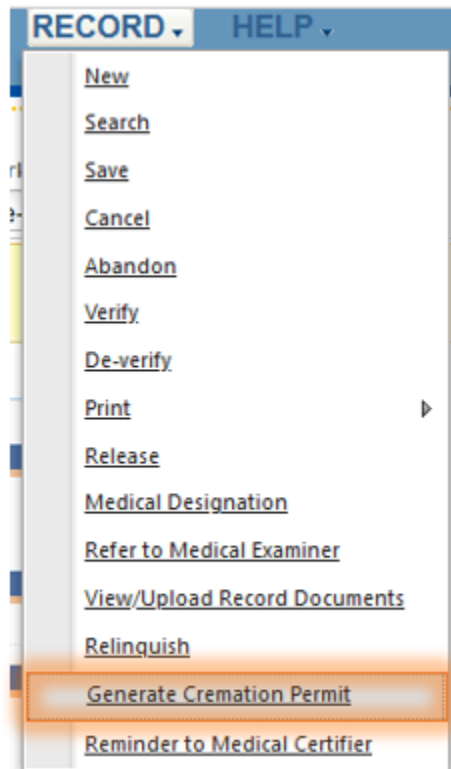 RECORD HELP
New
Search
Save
Cancel
Abandon
Verify
De-verify
Print
Release
Medical Designation
Refer to Medical Examiner
View/Upload Record Documents
Relinquish
Generate Cremation Permit
Reminder to Medical Certifier